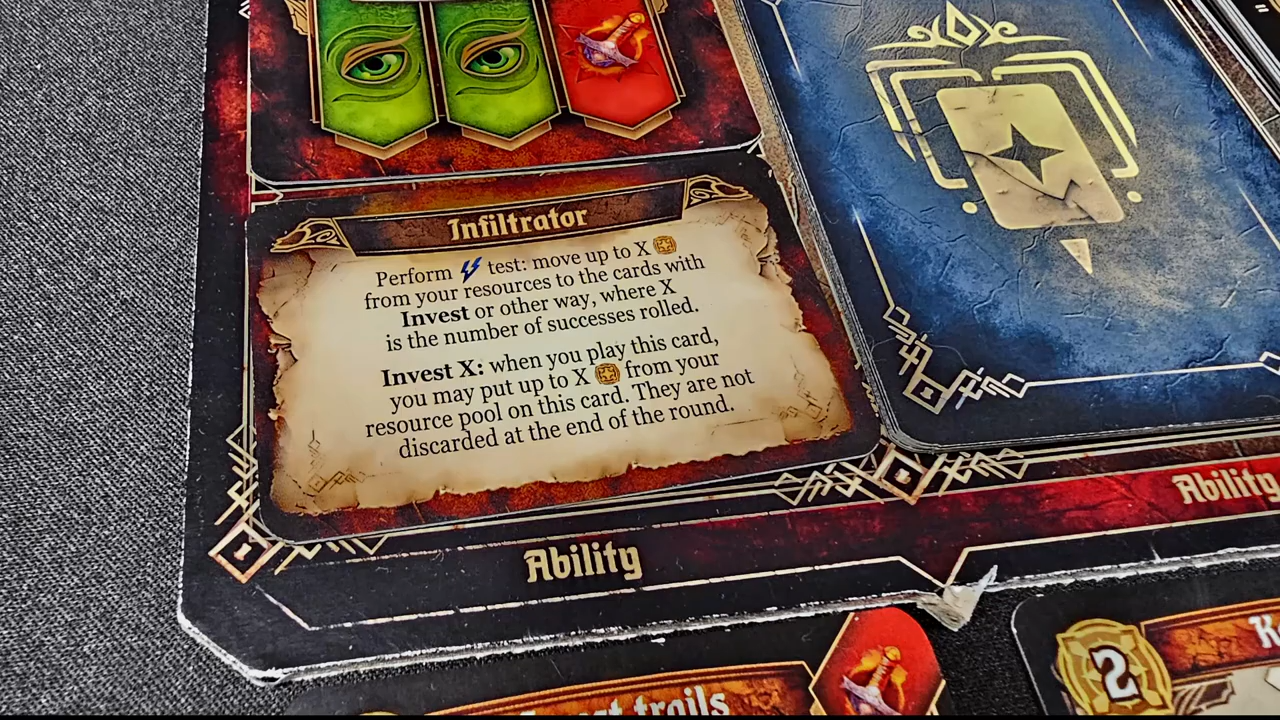 Infiltrator
Perform test: move up to X
from your resources to the cards with
Invest or other way, where X
is the number of successes rolled.
Invest X: when you play this card,
you may put up to X from your
resource pool on this card. They are not
discarded at the end of the round.
Ability
Ability
trails
2